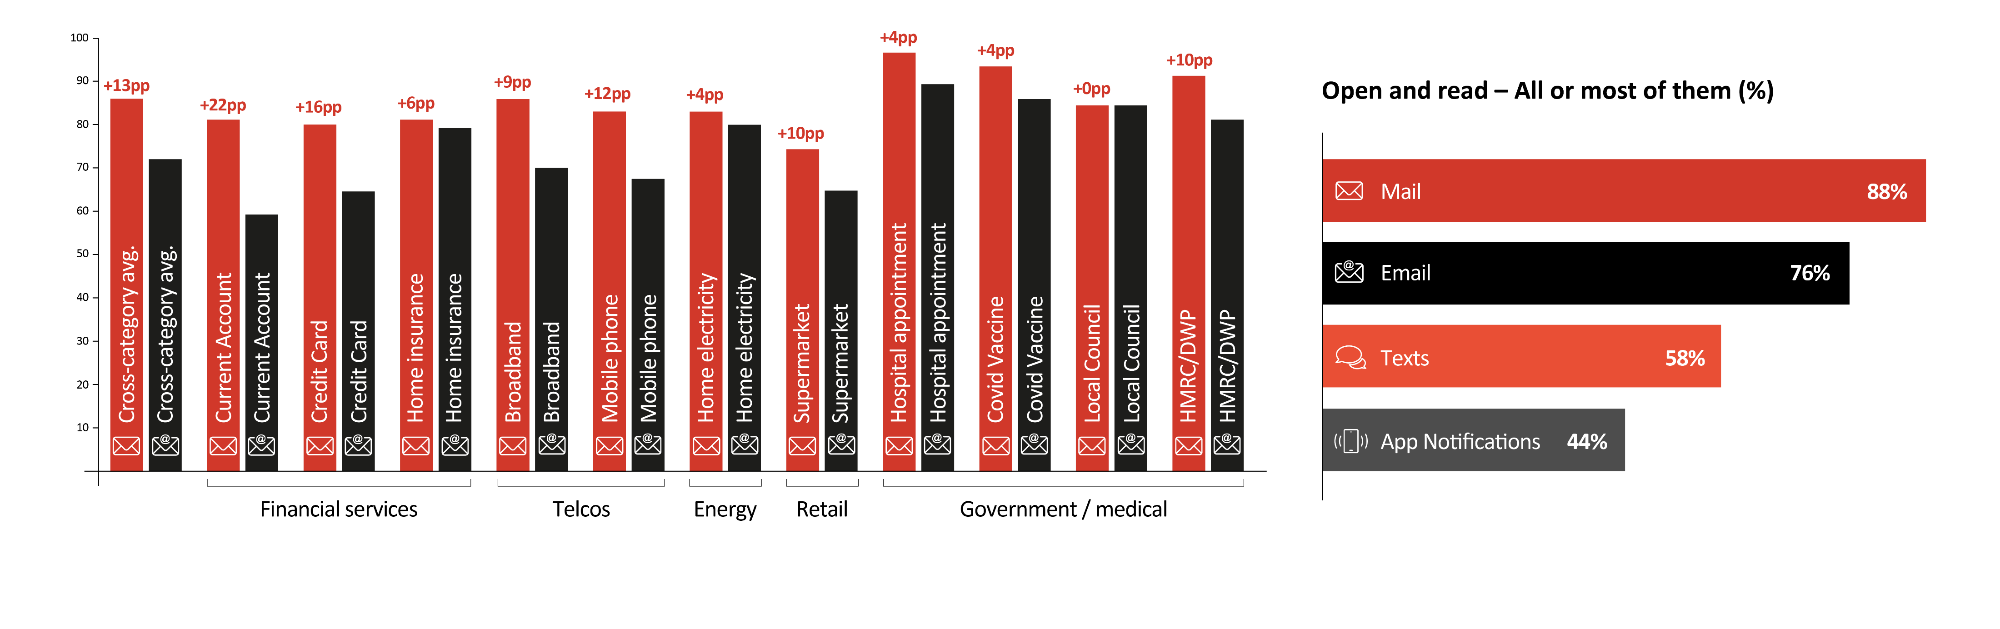 100
90
80
70
60
50
40
30
20
10
+13pp
+22pp
+16pp
+6pp
+9pp
+12pp
+4pp
+10pp
+4pp
+4pp
+0pp
+10pp
Cross-category avg.
Cross-category avg.
Current Account
Current Account
Credit Card
Credit Card
Home insurance
Home insurance
Broadband
Broadband
Mobile phone
Mobile phone
Home electricity
Home electricity
Supermarket
Supermarket
Hospital appointment
Hospital appointment
Covid Vaccine
Covid Vaccine
Local Council
Local Council
HMRC/DWP
HMRC/DWP
Financial services
Telcos
Energy
Retail
Government / medical
Open and read – All or most of them (%)
Mail 88%
Email 76%
Texts 58%
App Notifications 44%